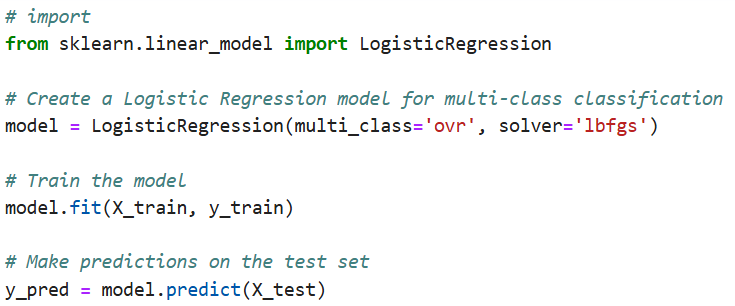 # import
from sklearn.linear_model import LogisticRegression
# Create a Logistic Regression model for multi-class classification
model = LogisticRegression(multi_class='ovr', solver='lbfgs')
# Train the model
model.fit(X_train, y_train)
# Make predictions on the test set
y_pred = model.predict(X_test)